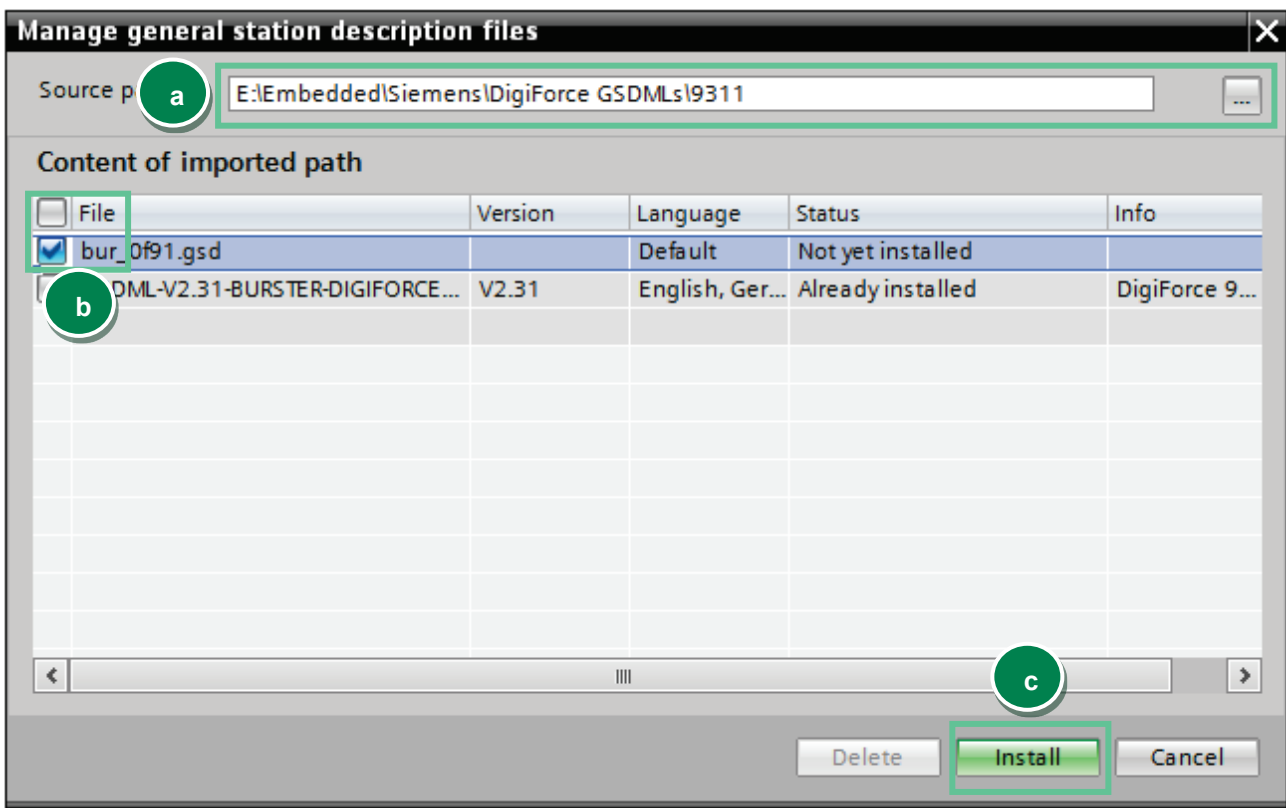 Manage general station description files
Source p
a
E:\Embedded\Siemens\DigiForce GSDMLs\9311
...
Content of imported path
File Version Language Status Info
bur_0f91.gsd Default Not yet installed
DML-V2.31-BURSTER-DIGIFORCE... V2.31 English, Ger... Already installed DigiForce 9...
b
c
Delete Install Cancel